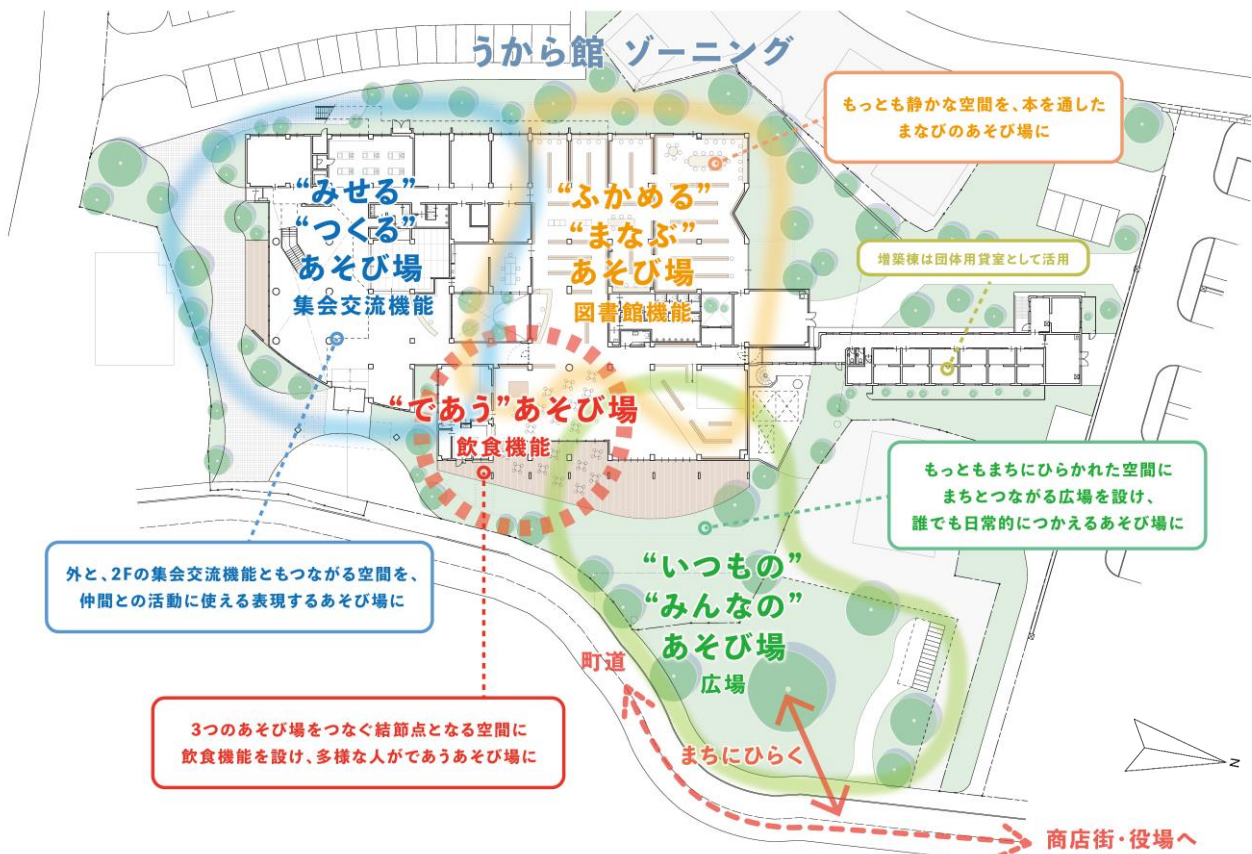 うから館 ゾーニング
もっとも静かな空間を、本を通した
まなびのあそび場に
“みせる”
“つくる”
あそび場
集会交流機能
“ふかめる”
“まなぶ”
あそび場
図書館機能
増築棟は団体用貸室として活用
“であう”あそび場
飲食機能
もっともまちにひらかれた空間に
まちとつながる広場を設け、
誰でも日常的につかえるあそび場に
外と、2Fの集会交流機能ともつながる空間を、
仲間との活動に使える表現するあそび場に
“いつもの”
“みんなの”
あそび場
広場
町道
3つのあそび場をつなぐ結節点となる空間に
飲食機能を設け、多様な人がであうあそび場に
まちにひらく
N
商店街・役場へ